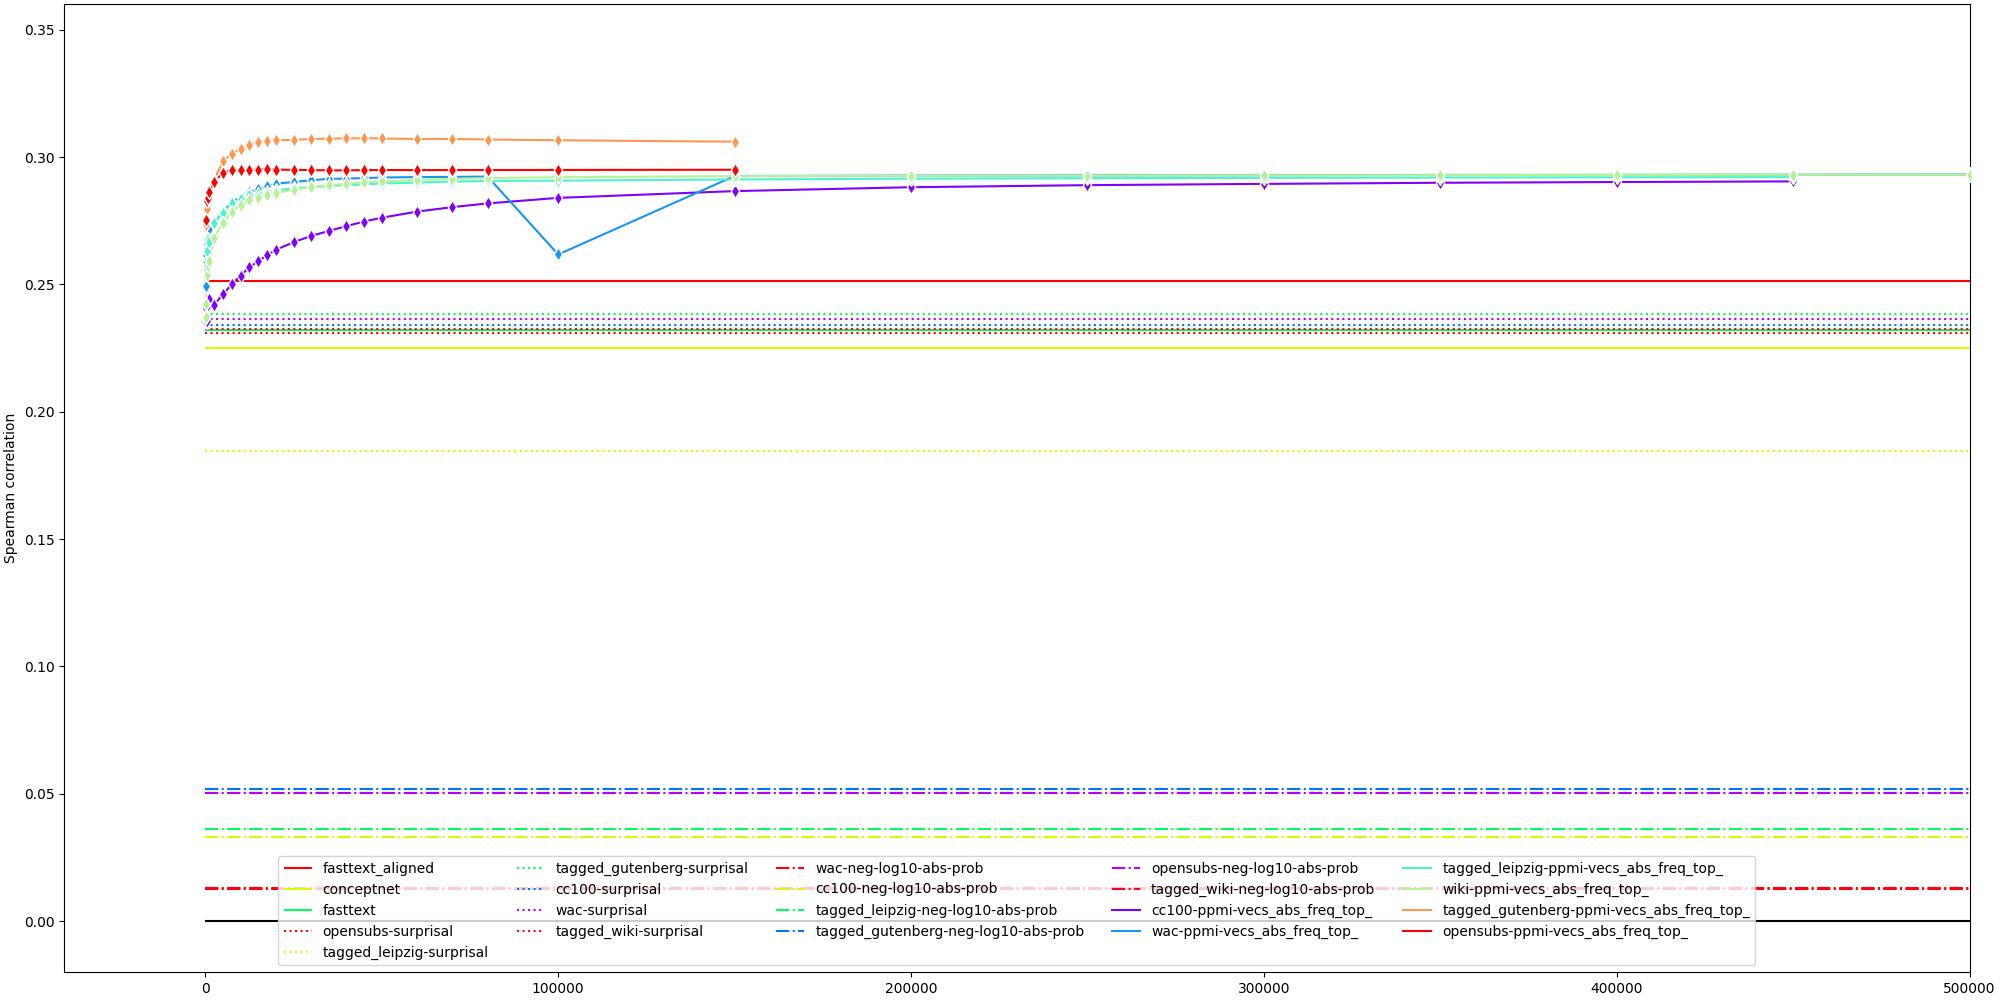 0.35
0.30
0.25
0.20
0.15
0.10
0.05
0.00
Spearman correlation
fasttext_aligned
conceptnet
fasttext
opensubs-surprisal
tagged_leipzig-surprisal
tagged_gutenberg-surprisal
cc100-surprisal
wac-surprisal
tagged_wiki-surprisal
wac-neg-log10-abs-prob
cc100-neg-log10-abs-prob
tagged_leipzig-neg-log10-abs-prob
tagged_gutenberg-neg-log10-abs-prob
opensubs-neg-log10-abs-prob
tagged_wiki-neg-log10-abs-prob
cc100-ppmi-vecs_abs_freq_top_
wac-ppmi-vecs_abs_freq_top_
tagged_leipzig-ppmi-vecs_abs_freq_top_
wiki-ppmi-vecs_abs_freq_top_
tagged_gutenberg-ppmi-vecs_abs_freq_top_
opensubs-ppmi-vecs_abs_freq_top_
0 100000 200000 300000 400000 500000